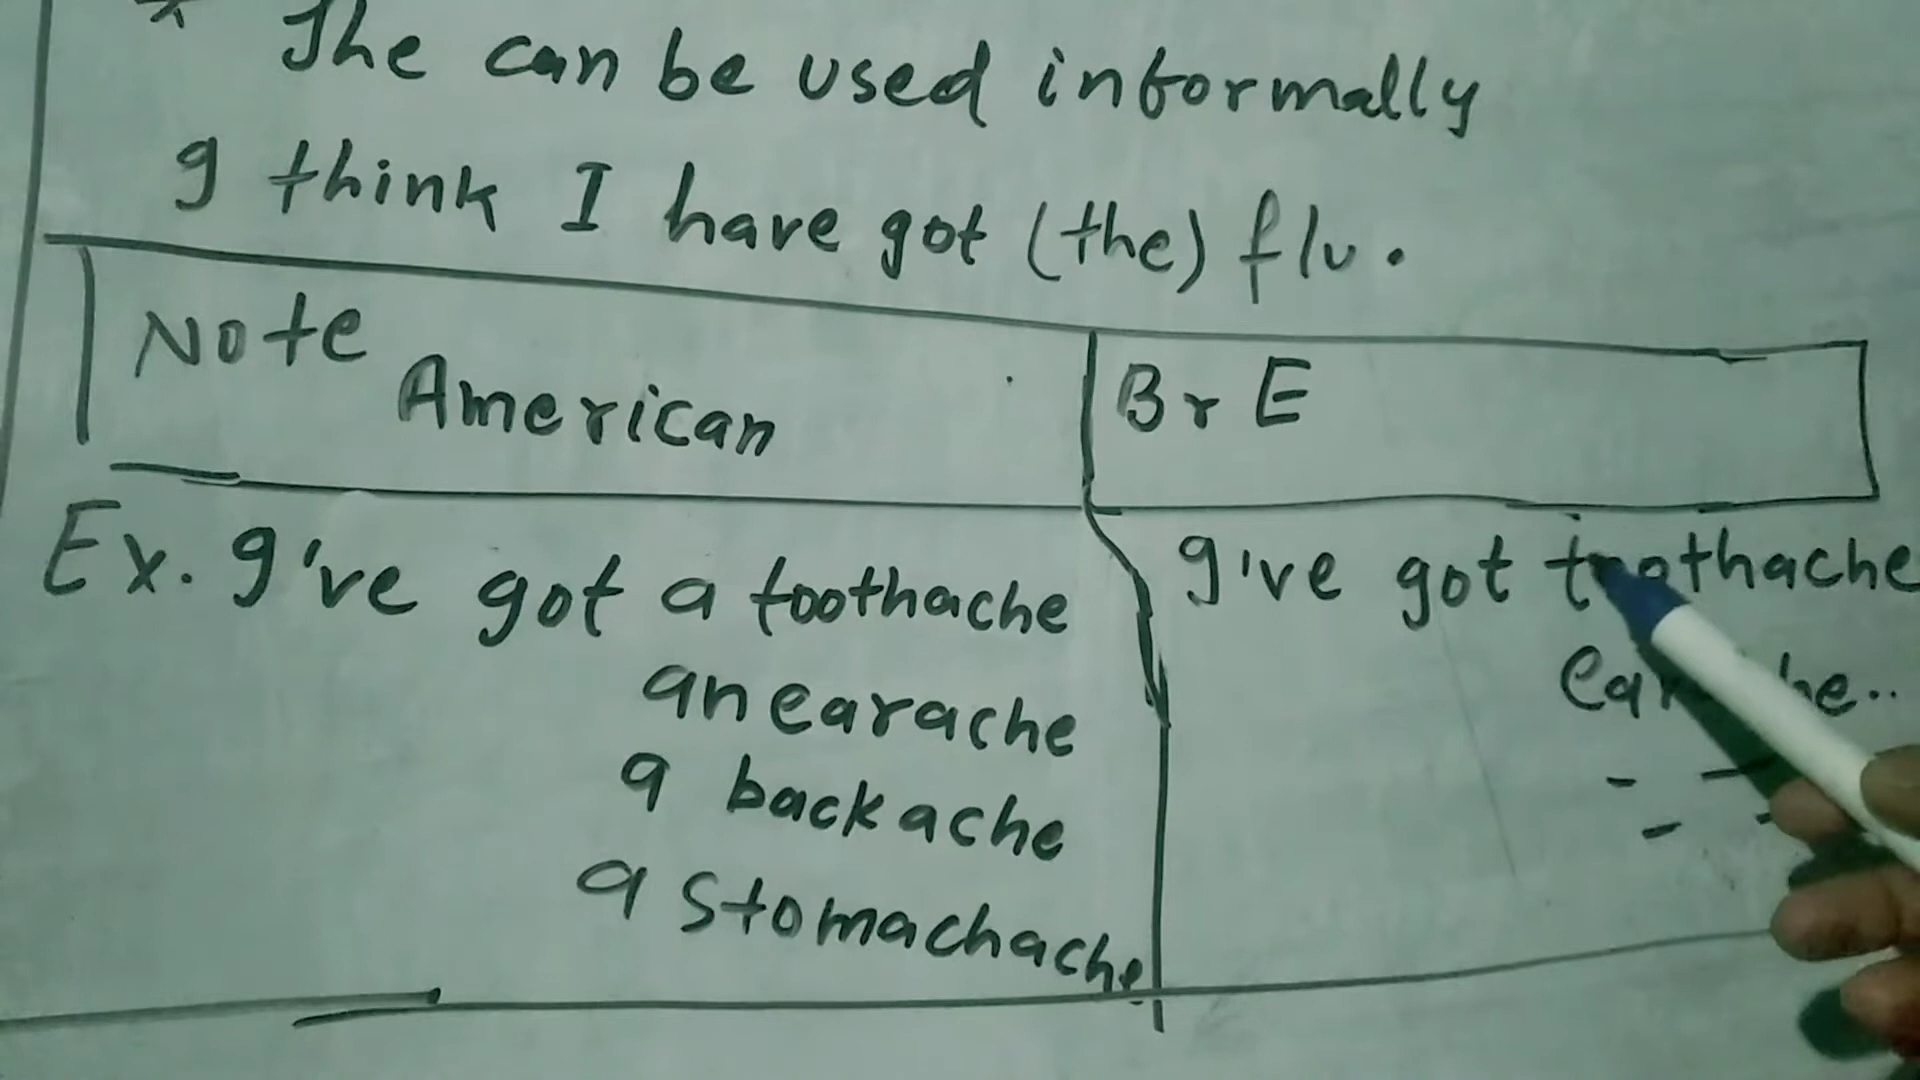 * The can be used informally
I think I have got (the) flu.
Note
American
BrE
Ex. I've got a toothache
an earache
a backache
a stomachache
I've got toothache
- -
- -